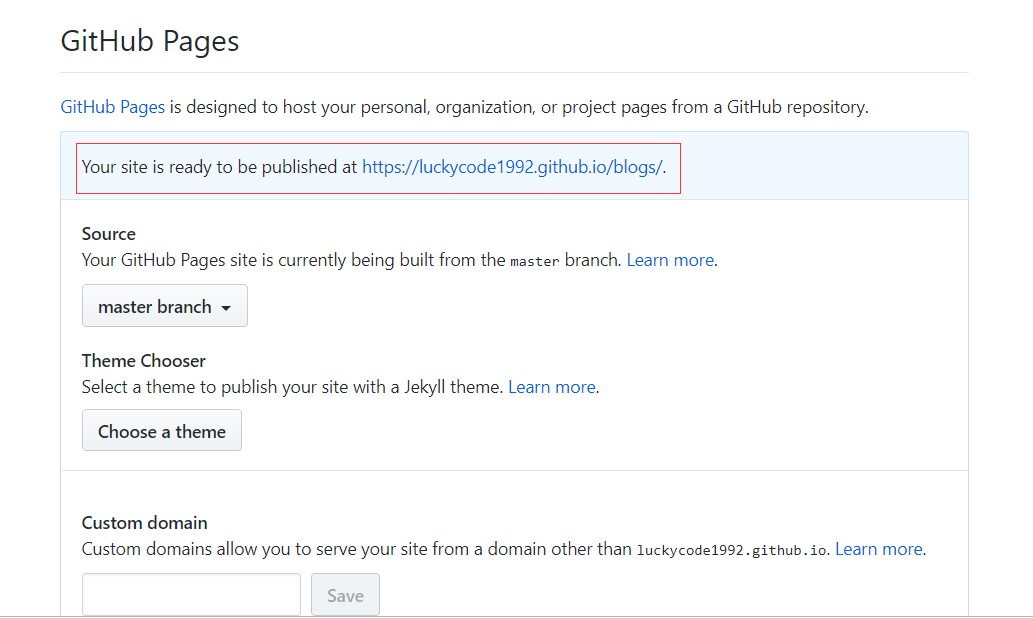 GitHub Pages
GitHub Pages is designed to host your personal, organization, or project pages from a GitHub repository.
Your site is ready to be published at https://luckycode1992.github.io/blogs/.
Source
Your GitHub Pages site is currently being built from the master branch. Learn more.
master branch
Theme Chooser
Select a theme to publish your site with a Jekyll theme. Learn more.
Choose a theme
Custom domain
Custom domains allow you to serve your site from a domain other than luckycode1992.github.io. Learn more.
Save